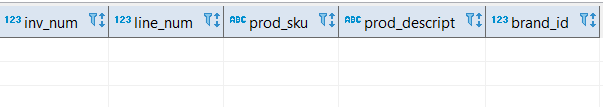 123 inv_num 123 line_num ABC prod_sku ABC prod_descript 123 brand_id